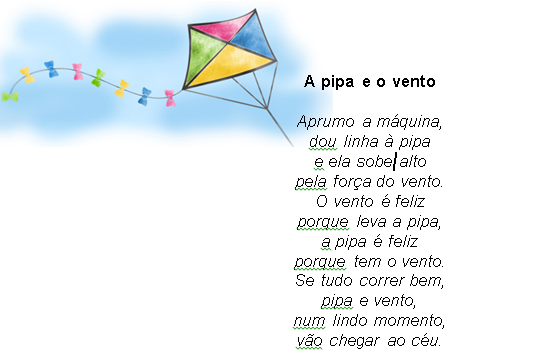 A pipa e o vento
Aprumo a máquina,
dou linha à pipa
e ela sobe alto
pela força do vento.
O vento é feliz
porque leva a pipa,
a pipa é feliz
porque tem o vento.
Se tudo correr bem,
pipa e vento,
num lindo momento,
vão chegar ao céu.